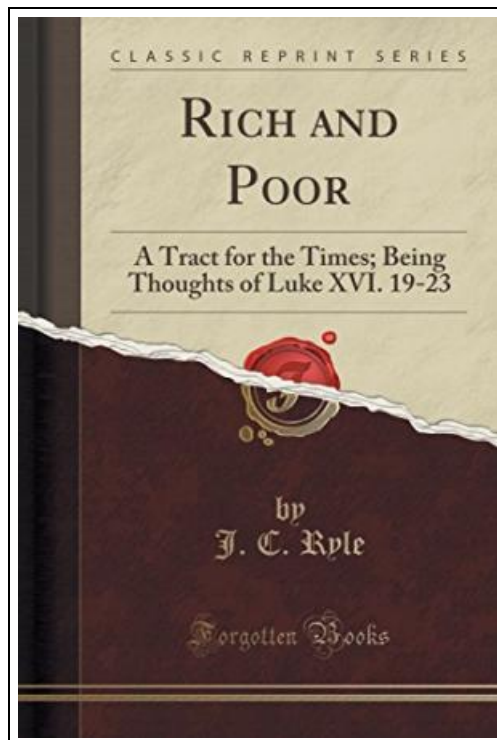 CLASSIC REPRINT SERIES
RICH AND
POOR
A Tract for the Times; Being
Thoughts of Luke XVI. 19-23
by
J. C. Ryle
Forgotten Books